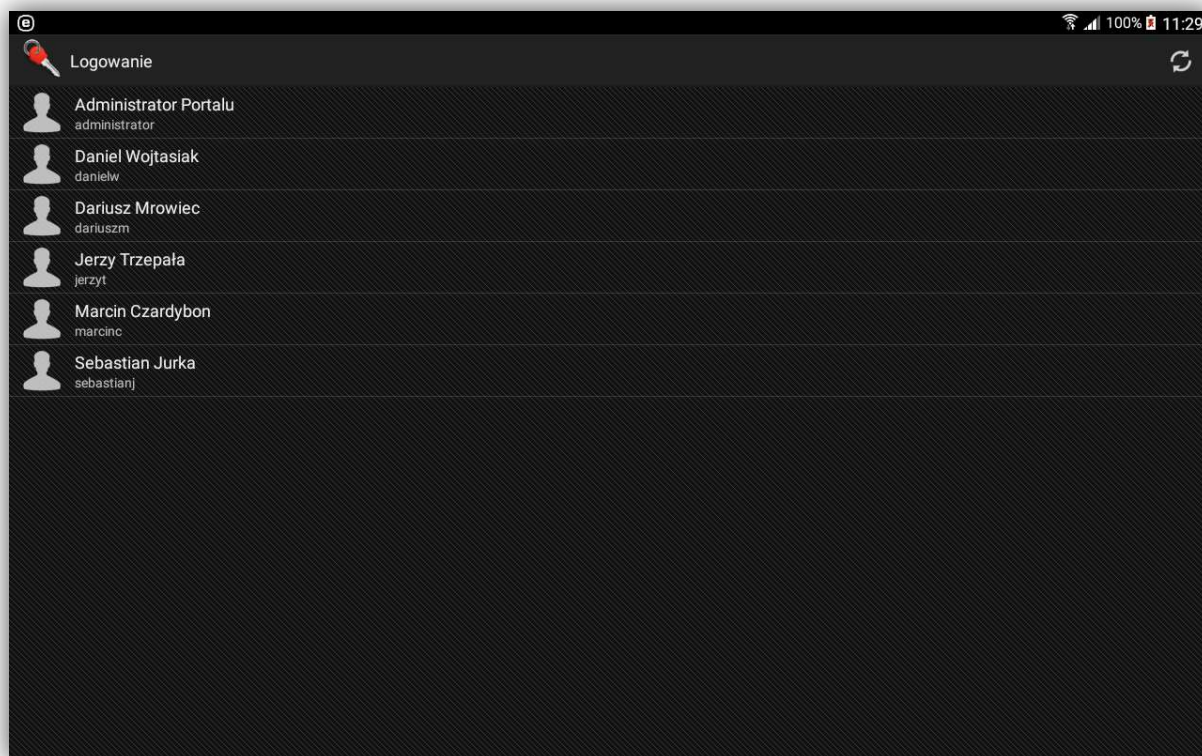 100% 11:29
Logowanie
Administrator Portalu
administrator
Daniel Wojtasiak
danielw
Dariusz Mrowiec
dariuszm
Jerzy Trzepała
jerzyt
Marcin Czardybon
marcinc
Sebastian Jurka
sebastianj